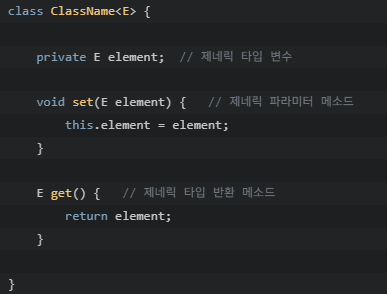 class ClassName<E> {
private E element;  // 제네릭 타입 변수
void set(E element) {   // 제네릭 파라미터 메소드
this.element = element;
}
E get() {   // 제네릭 타입 반환 메소드
return element;
}
}